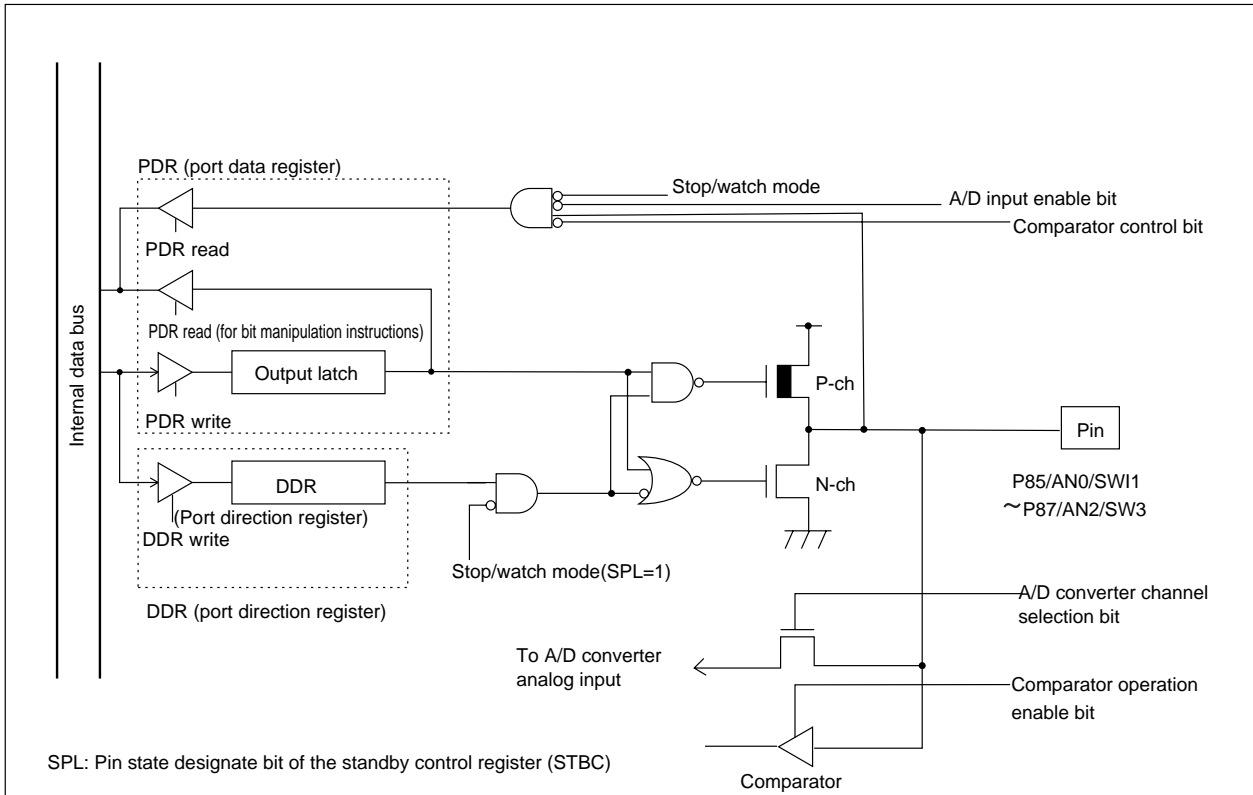 PDR (port data register)
Stop/watch mode
A/D input enable bit
Comparator control bit
PDR read
Internal data bus
PDR read (for bit manipulation instructions)
Output latch
P-ch
PDR write
Pin
DDR
N-ch
P85/AN0/SWI1
~P87/AN2/SW3
(Port direction register)
DDR write
Stop/watch mode(SPL=1)
DDR (port direction register)
A/D converter channel
selection bit
To A/D converter
analog input
Comparator operation
enable bit
SPL: Pin state designate bit of the standby control register (STBC)
Comparator